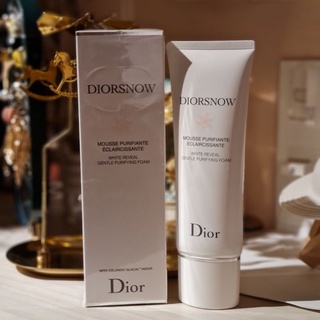 DIORSNOW
MOUSSE PURIFIANTE
ÉCLAIRCISSANTE
WHITE REVEAL
GENTLE PURIFYING FOAM
Dior
DIORSNOW
MOUSSE PURIFIANTE
ÉCLAIRCISSANTE
WHITE REVEAL
GENTLE PURIFYING FOAM
Dior